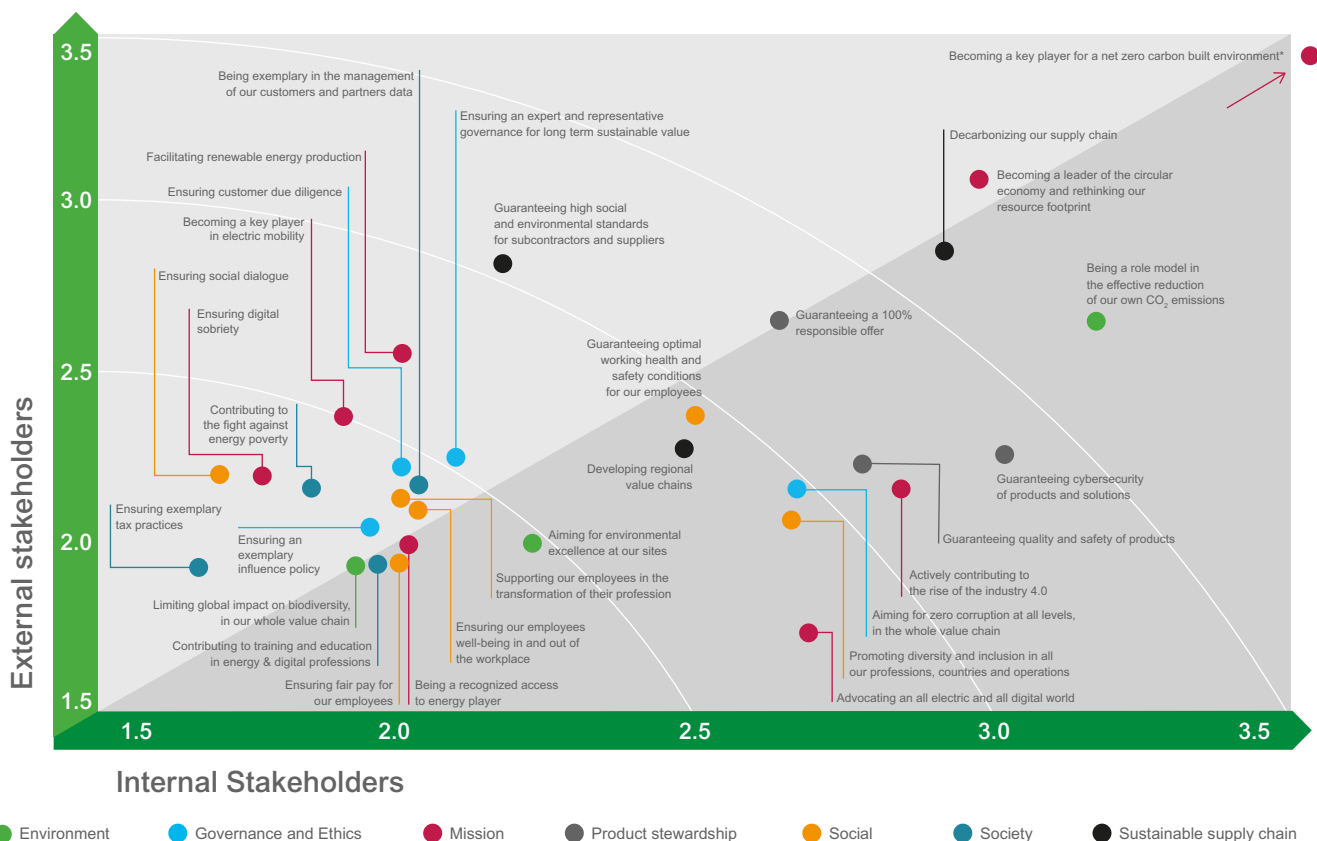 3.5
3.0
2.5
2.0
1.5
External stakeholders
Becoming a key player for a net zero carbon built environment*
Being exemplary in the management
of our customers and partners data
Ensuring an expert and representative
governance for long term sustainable value
Decarbonizing our supply chain
Facilitating renewable energy production
Becoming a leader of the circular
economy and rethinking our
resource footprint
Ensuring customer due diligence
Guaranteeing high social
and environmental standards
for subcontractors and suppliers
Becoming a key player
in electric mobility
Ensuring social dialogue
Being a role model in
the effective reduction
of our own CO2 emissions
Ensuring digital
sobriety
Guaranteeing a 100%
responsible offer
Guaranteeing optimal
working health and
safety conditions
for our employees
Contributing to
the fight against
energy poverty
Developing regional
value chains
Guaranteeing cybersecurity
of products and solutions
Ensuring exemplary
tax practices
Ensuring an
exemplary
influence policy
Aiming for environmental
excellence at our sites
Guaranteeing quality and safety of products
Supporting our employees in the
transformation of their profession
Actively contributing to
the rise of the industry 4.0
Limiting global impact on biodiversity,
in our whole value chain
Aiming for zero corruption at all levels,
in the whole value chain
Ensuring our employees
well-being in and out of
the workplace
Contributing to training and education
in energy & digital professions
Promoting diversity and inclusion in all
our professions, countries and operations
Ensuring fair pay for
our employees
Being a recognized access
to energy player
Advocating an all electric and all digital world
1.5
2.0
2.5
3.0
3.5
Internal Stakeholders
Environment
Governance and Ethics
Mission
Product stewardship
Social
Society
Sustainable supply chain